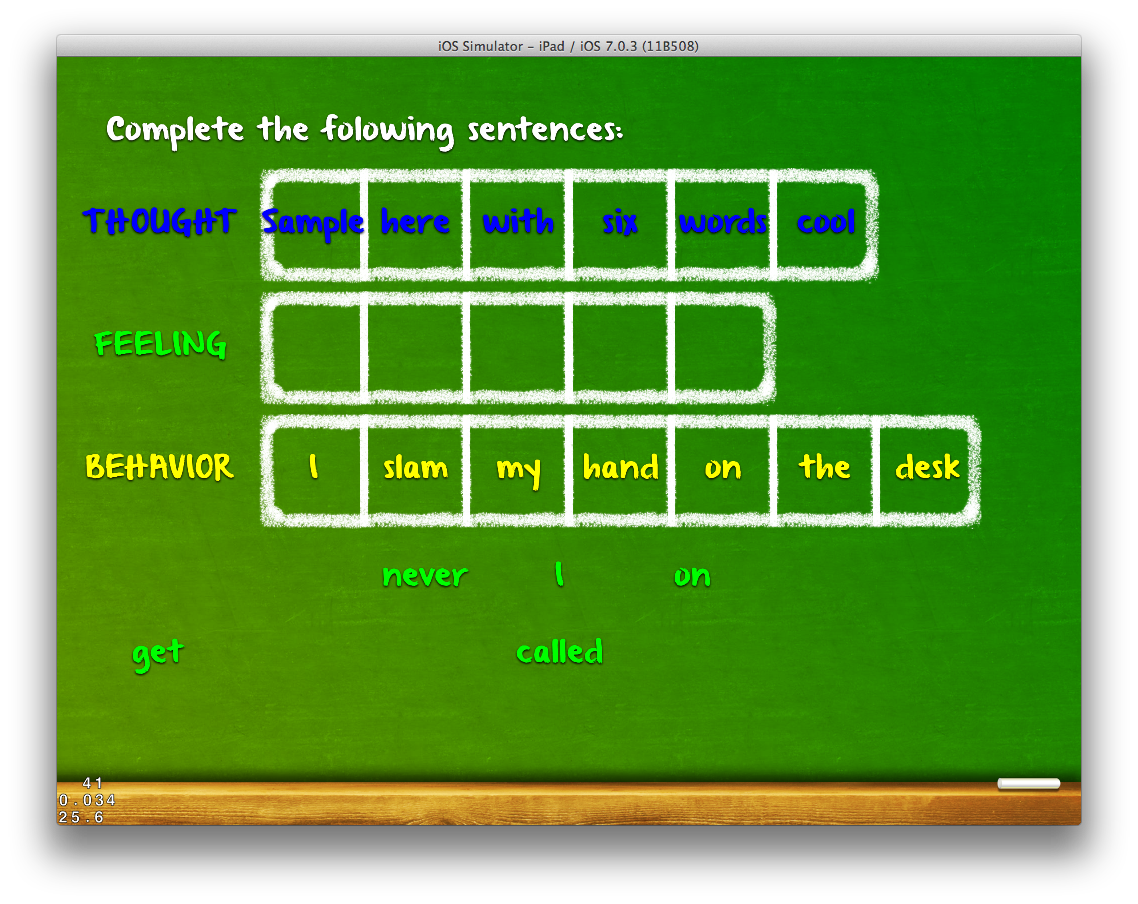 iOS Simulator - iPad / iOS 7.0.3 (11B508)
Complete the folowing sentences:
THOUGHT Sample here with six words cool
FEELING
BEHAVIOR I slam my hand on the desk
never I on
get called
41
0.034
25.6